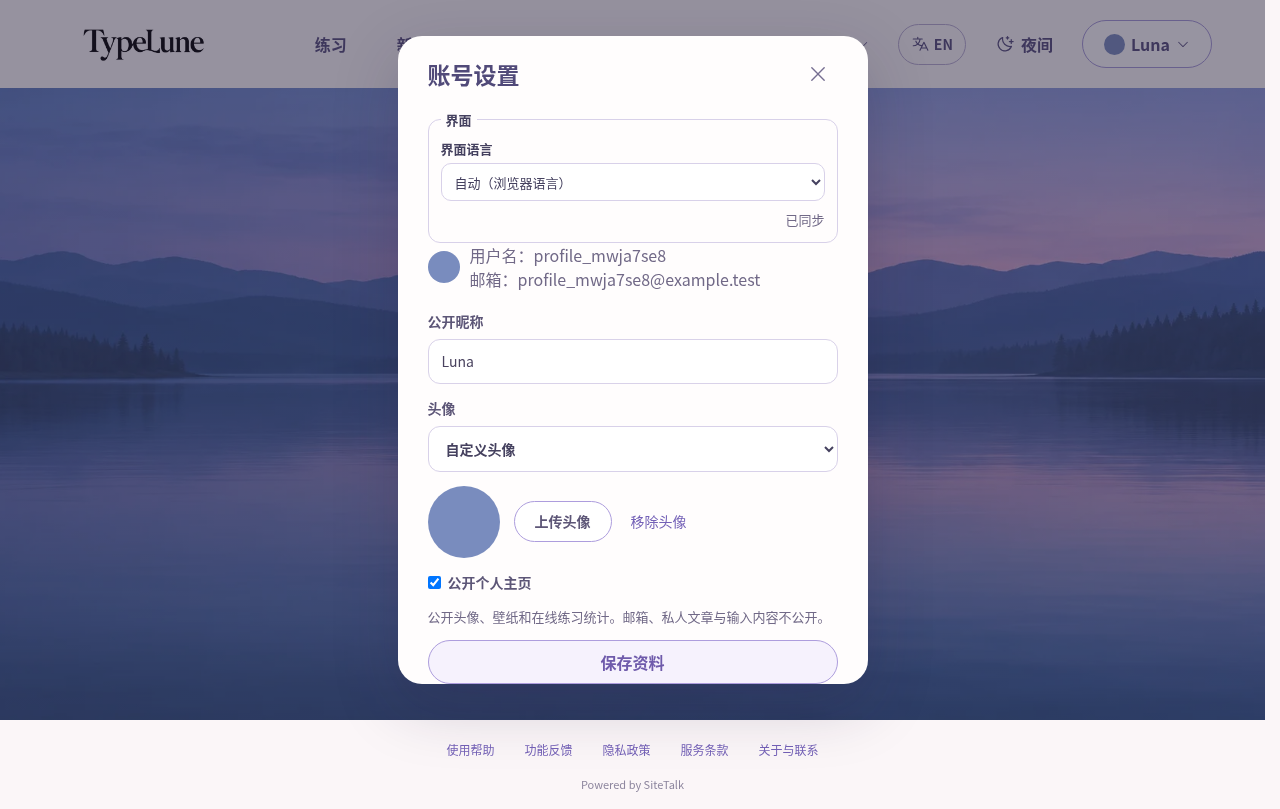 TypeLune 练习 EN 夜间 Luna
账号设置
界面
界面语言
自动（浏览器语言）
已同步
用户名：profile_mwja7se8
邮箱：profile_mwja7se8@example.test
公开昵称
Luna
头像
自定义头像
上传头像 移除头像
公开个人主页
公开头像、壁纸和在线练习统计。邮箱、私人文章与输入内容不公开。
保存资料
使用帮助 功能反馈 隐私政策 服务条款 关于与联系
Powered by SiteTalk